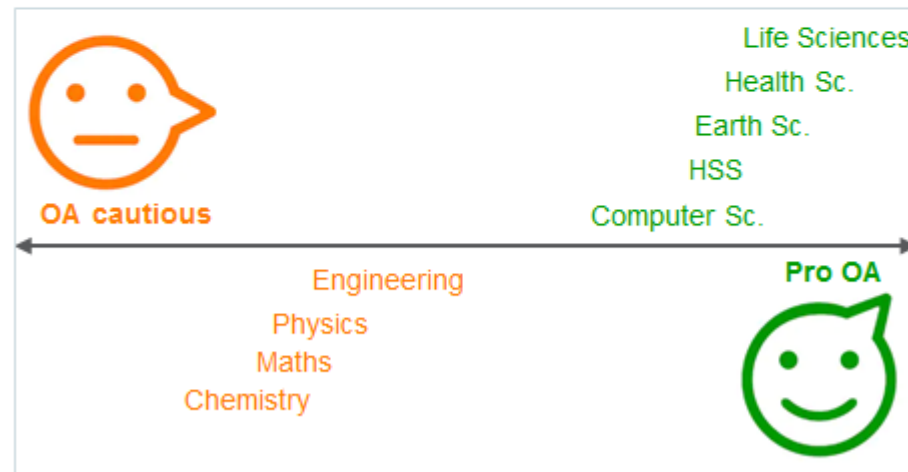 Life Sciences
Health Sc.
Earth Sc.
HSS
OA cautious
Computer Sc.
Pro OA
Engineering
Physics
Maths
Chemistry